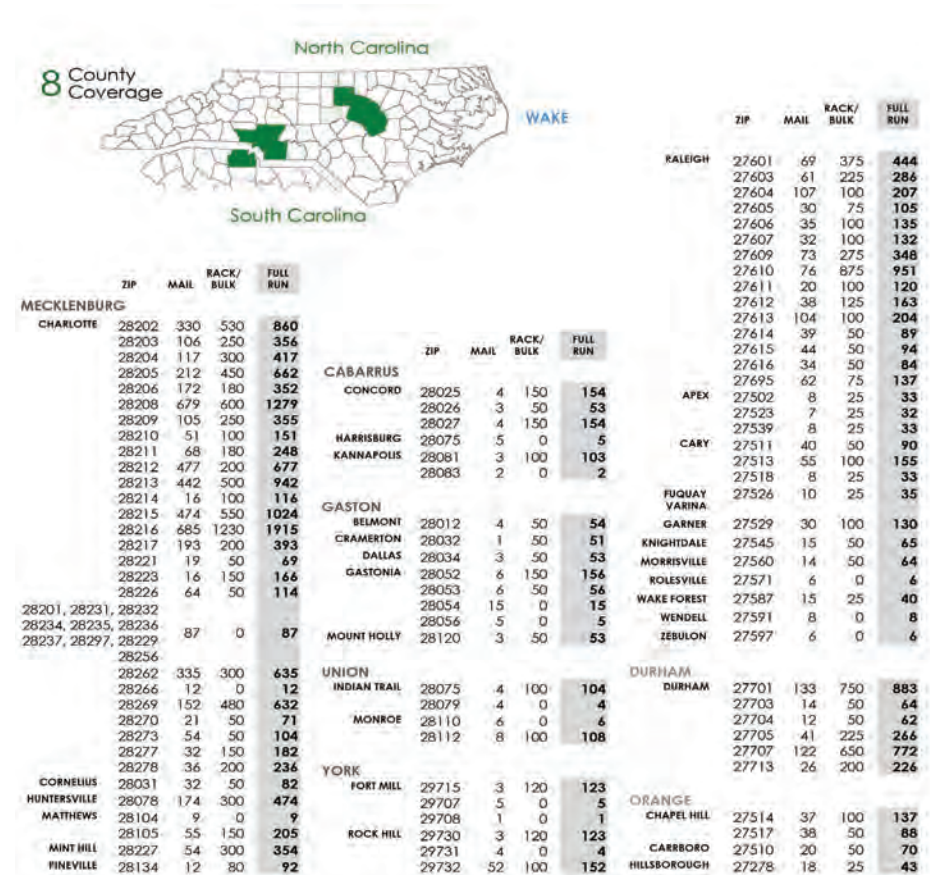 North Carolina
8 County
Coverage
WAKE
South Carolina
ZIP MAIL RACK/BULK FULL RUN
MECKLENBURG
CHARLOTTE 28202 330 530 860
28203 106 250 356
28204 117 300 417
28205 212 450 662
28206 172 180 352
28208 679 600 1279
28209 105 250 355
28210 51 100 151
28211 68 180 248
28212 477 200 677
28213 442 500 942
28214 16 100 116
28215 474 550 1024
28216 685 1230 1915
28217 193 200 393
28221 19 50 69
28223 16 150 166
28226 64 50 114
28201, 28231, 28232
28234, 28235, 28236
28237, 28297, 28229 87 0 87
28256
28262 335 300 635
28266 12 0 12
28269 152 480 632
28270 21 50 71
28273 54 50 104
28277 32 150 182
28278 36 200 236
CORNELIUS 28031 32 50 82
HUNTERSVILLE 28078 174 300 474
MATTHEWS 28104 9 0 9
28105 55 150 205
MINT HILL 28227 54 300 354
PINEVILLE 28134 12 80 92
ZIP MAIL RACK/BULK FULL RUN
CABARRUS
CONCORD 28025 4 150 154
28026 3 50 53
28027 4 150 154
HARRISBURG 28075 5 0 5
KANNAPOLIS 28081 3 100 103
28083 2 0 2
GASTON
BELMONT 28012 4 50 54
CRAMERTON 28032 1 50 51
DALLAS 28034 3 50 53
GASTONIA 28052 6 150 156
28053 6 50 56
28054 15 0 15
28056 5 0 5
MOUNT HOLLY 28120 3 50 53
UNION
INDIAN TRAIL 28075 4 100 104
28079 4 0 4
MONROE 28110 6 0 6
28112 8 100 108
YORK
FORT MILL 29715 3 120 123
29707 5 0 5
29708 1 0 1
ROCK HILL 29730 3 120 123
29731 4 0 4
29732 52 100 152
ZIP MAIL RACK/BULK FULL RUN
RALEIGH 27601 69 375 444
27603 61 225 286
27604 107 100 207
27605 30 75 105
27606 35 100 135
27607 32 100 132
27609 73 275 348
27610 76 875 951
27611 20 100 120
27612 38 125 163
27613 104 100 204
27614 39 50 89
27615 44 50 94
27616 34 50 84
27695 62 75 137
APEX 27502 8 25 33
27523 7 25 32
27539 8 25 33
CARY 27511 40 50 90
27513 55 100 155
27518 8 25 33
FUQUAY VARINA 27526 10 25 35
GARNER 27529 30 100 130
KNIGHTDALE 27545 15 50 65
MORRISVILLE 27560 14 50 64
ROLESVILLE 27571 6 0 6
WAKE FOREST 27587 15 25 40
WENDELL 27591 8 0 8
ZEBULON 27597 6 0 6
DURHAM
DURHAM 27701 133 750 883
27703 14 50 64
27704 12 50 62
27705 41 225 266
27707 122 650 772
27713 26 200 226
ORANGE
CHAPEL HILL 27514 37 100 137
27517 38 50 88
CARRBORO 27510 20 50 70
HILLSBOROUGH 27278 18 25 43